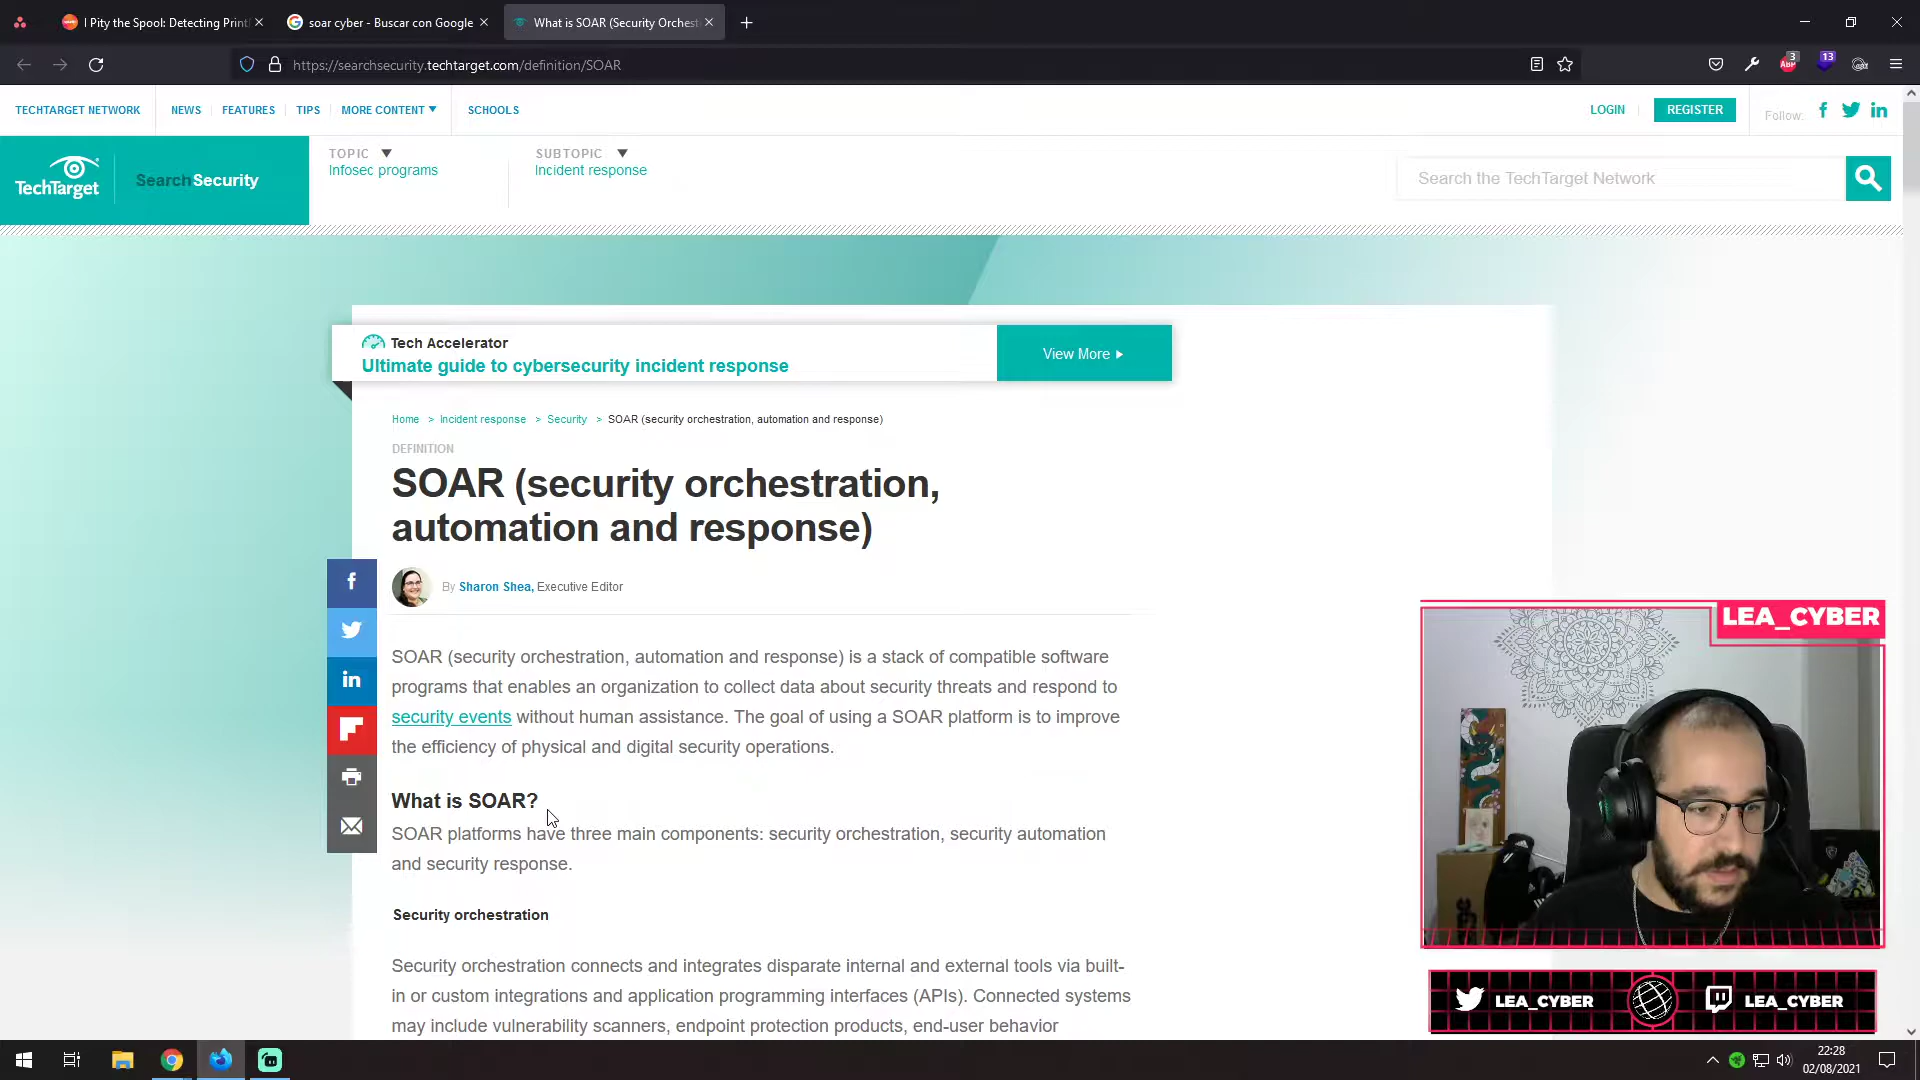 I Pity the Spool: Detecting Print
soar cyber - Buscar con Google
What is SOAR (Security Orchest
https://searchsecurity.techtarget.com/definition/SOAR
3
13
TECHTARGET NETWORK
NEWS
FEATURES
TIPS
MORE CONTENT
SCHOOLS
LOGIN
REGISTER
Follow:
TechTarget
SearchSecurity
TOPIC
Infosec programs
SUBTOPIC
Incident response
Search the TechTarget Network
Tech Accelerator
Ultimate guide to cybersecurity incident response
View More
Home > Incident response > Security > SOAR (security orchestration, automation and response)
DEFINITION
SOAR (security orchestration,
automation and response)
By Sharon Shea, Executive Editor
SOAR (security orchestration, automation and response) is a stack of compatible software
programs that enables an organization to collect data about security threats and respond to
security events without human assistance. The goal of using a SOAR platform is to improve
the efficiency of physical and digital security operations.
What is SOAR?
SOAR platforms have three main components: security orchestration, security automation
and security response.
Security orchestration
Security orchestration connects and integrates disparate internal and external tools via built-
in or custom integrations and application programming interfaces (APIs). Connected systems
may include vulnerability scanners, endpoint protection products, end-user behavior
LEA_CYBER
LEA_CYBER
LEA_CYBER
22:28
02/08/2021